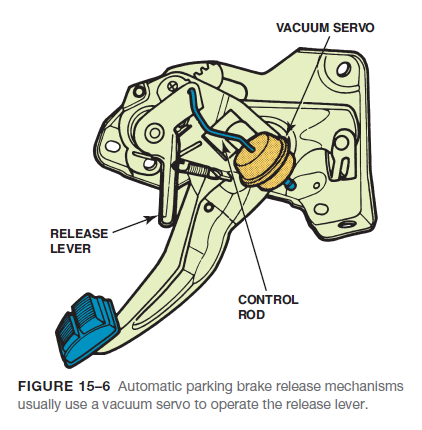 VACUUM SERVO
RELEASE
LEVER
CONTROL
ROD
FIGURE 15–6 Automatic parking brake release mechanisms
usually use a vacuum servo to operate the release lever.